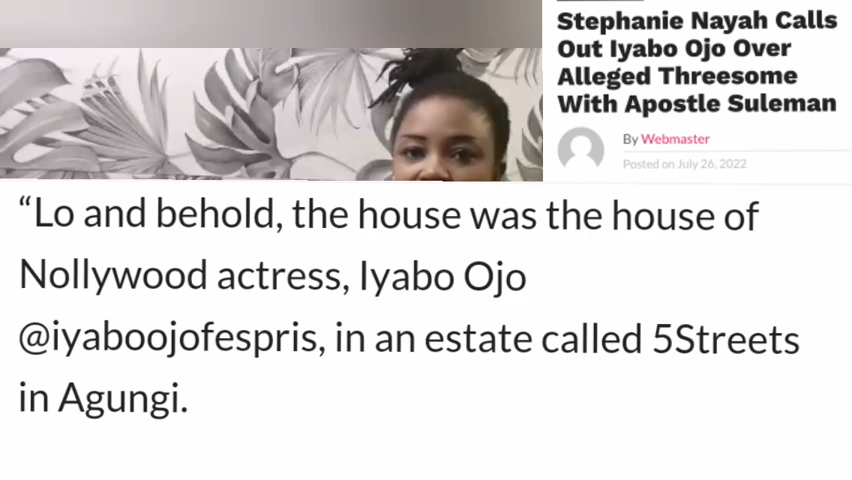 Stephanie Nayah Calls
Out Iyabo Ojo Over
Alleged Threesome
With Apostle Suleman
By Webmaster
Posted on July 26, 2022
“Lo and behold, the house was the house of
Nollywood actress, Iyabo Ojo
@iyaboojofespris, in an estate called 5Streets
in Agungi.